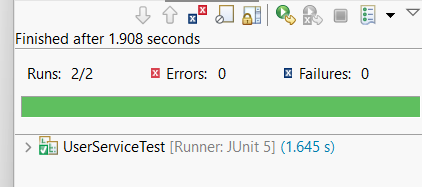 Finished after 1.908 seconds
Runs: 2/2 Errors: 0 Failures: 0
UserServiceTest [Runner: JUnit 5] (1.645 s)